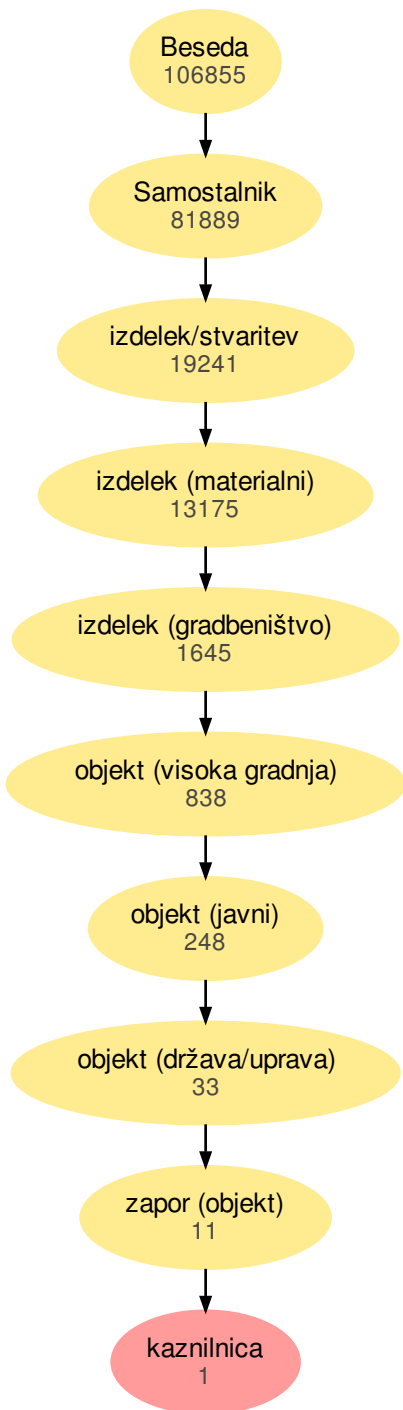 Beseda
106855
Samostalnik
81889
izdelek/stvaritev
19241
izdelek (materialni)
13175
izdelek (gradbeništvo)
1645
objekt (visoka gradnja)
838
objekt (javni)
248
objekt (država/uprava)
33
zapor (objekt)
11
kaznilnica
1